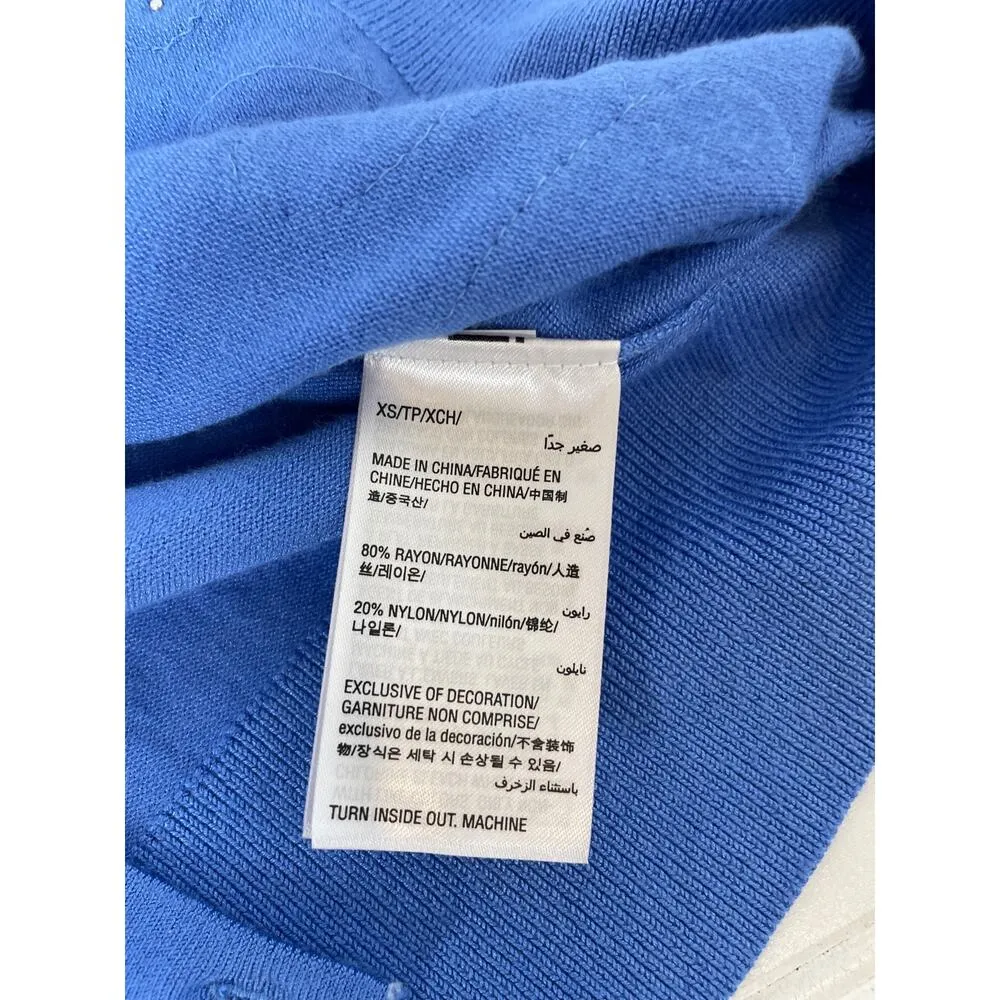 XS/TP/XCH/
صغير جدًا
MADE IN CHINA/FABRIQUÉ EN
CHINE/HECHO EN CHINA/中国制
造/중국산/
صُنع في الصين
80% RAYON/RAYONNE/rayón/人造
丝/레이온/
رايون
20% NYLON/NYLON/nilón/锦纶/
나일론/
نايلون
EXCLUSIVE OF DECORATION/
GARNITURE NON COMPRISE/
exclusivo de la decoración/不含装饰
物/장식은 세탁 시 손상될 수 있음/
باستثناء الزخرف
TURN INSIDE OUT. MACHINE